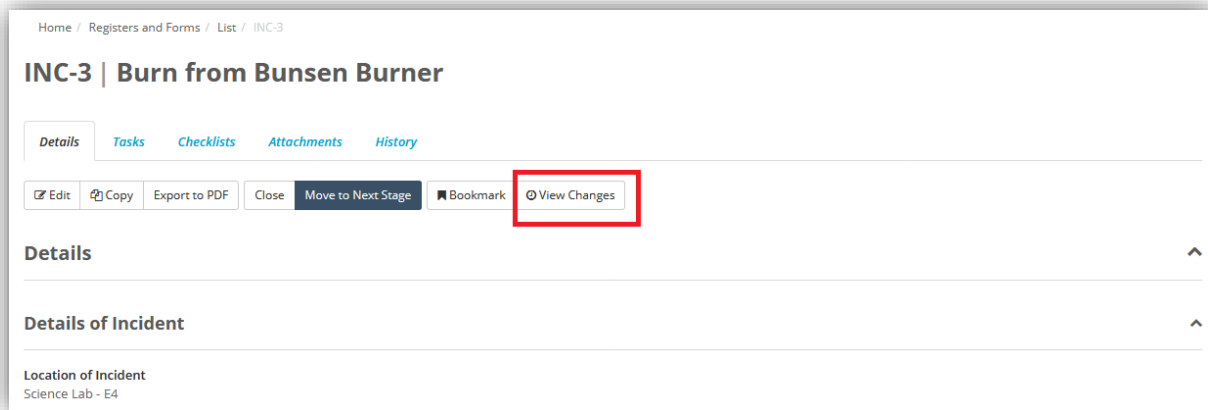 Home / Registers and Forms / List / INC-3
INC-3 | Burn from Bunsen Burner
Details Tasks Checklists Attachments History
Edit Copy Export to PDF Close Move to Next Stage Bookmark View Changes
Details
Details of Incident
Location of Incident
Science Lab - E4